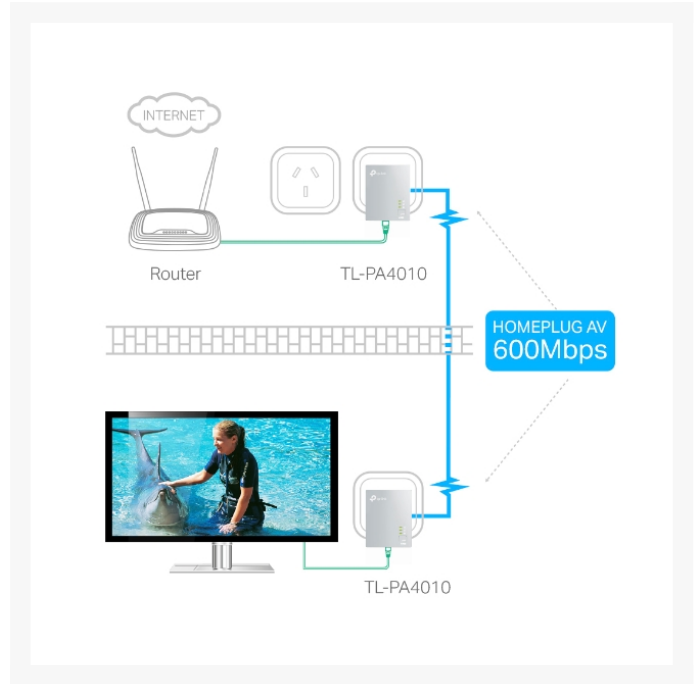 INTERNET
Router
TL-PA4010
HOMEPLUG AV
600Mbps
TL-PA4010